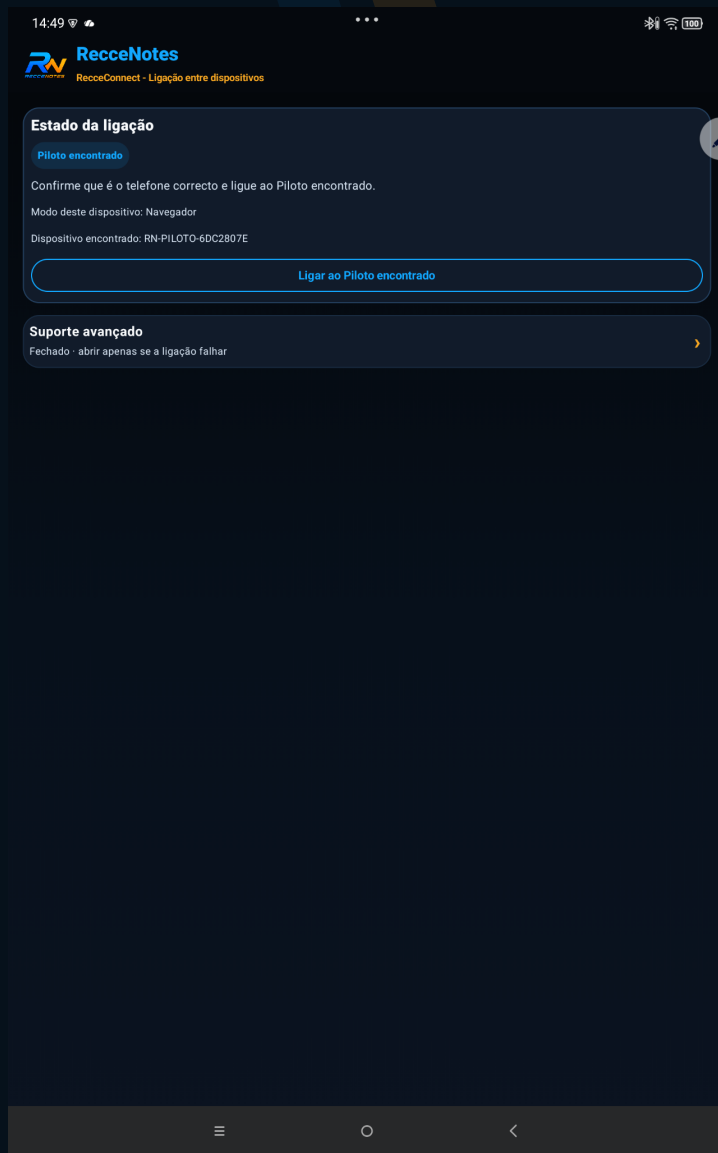 14:49
100
RecceNotes
RECCENOTES
RecceConnect - Ligação entre dispositivos
Estado da ligação
Piloto encontrado
Confirme que é o telefone correcto e ligue ao Piloto encontrado.
Modo deste dispositivo: Navegador
Dispositivo encontrado: RN-PILOTO-6DC2807E
Ligar ao Piloto encontrado
Suporte avançado
Fechado · abrir apenas se a ligação falhar